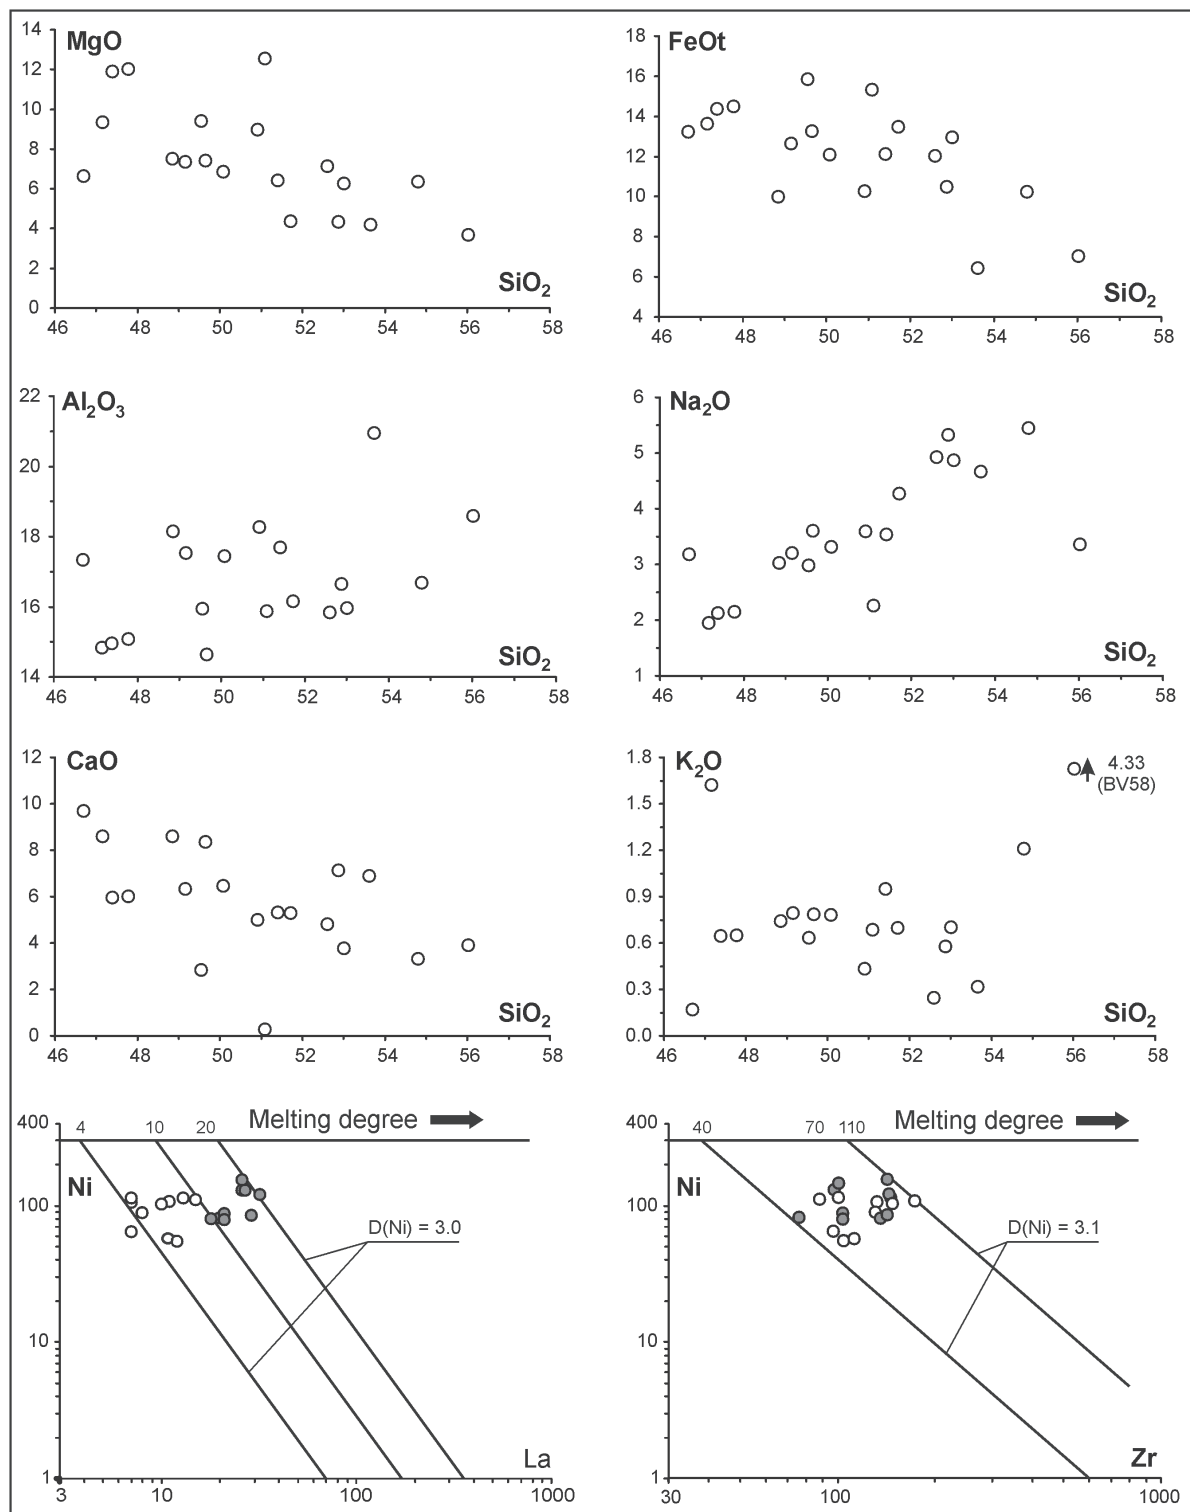 14
MgO
12
10
8
6
4
2
SiO₂
0
46 48 50 52 54 56 58
18
FeOt
16
14
12
10
8
6
SiO₂
4
46 48 50 52 54 56 58
22
Al₂O₃
20
18
16
SiO₂
14
46 48 50 52 54 56 58
6
Na₂O
5
4
3
2
SiO₂
1
46 48 50 52 54 56 58
12
CaO
10
8
6
4
2
SiO₂
0
46 48 50 52 54 56 58
1.8
K₂O
4.33
(BV58)
1.5
1.2
0.9
0.6
0.3
SiO₂
0.0
46 48 50 52 54 56 58
400
4 10 20 Melting degree
Ni
100
D(Ni) = 3.0
10
La
1
3 10 100 1000
400
40 70 110 Melting degree
Ni
100
D(Ni) = 3.1
10
Zr
1
30 100 1000